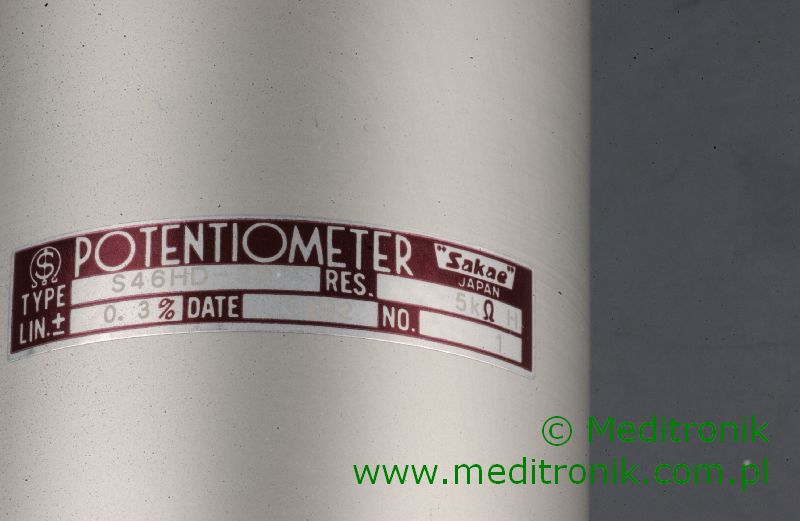 POTENTIOMETER "Sakae"
JAPAN
TYPE S46HD RES. 5kΩ H
LIN.± 0.3% DATE NO. 1
© Meditronik
www.meditronik.com.pl